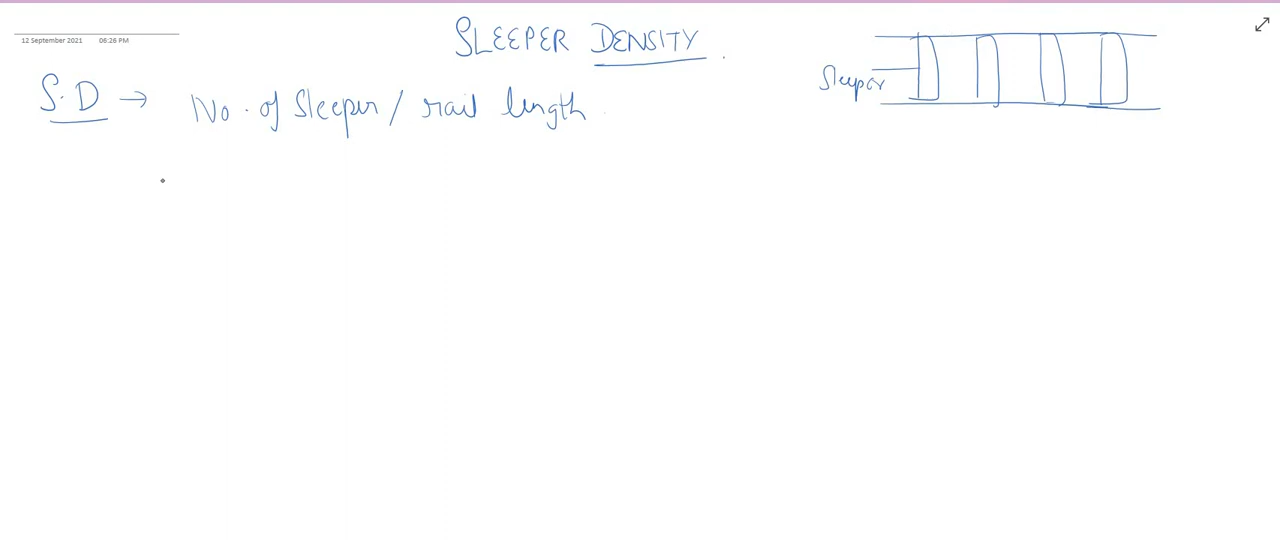 SLEEPER DENSITY.
12 September 2021 06:26 PM
S.D → No. of Sleeper / rail length
Sleeper